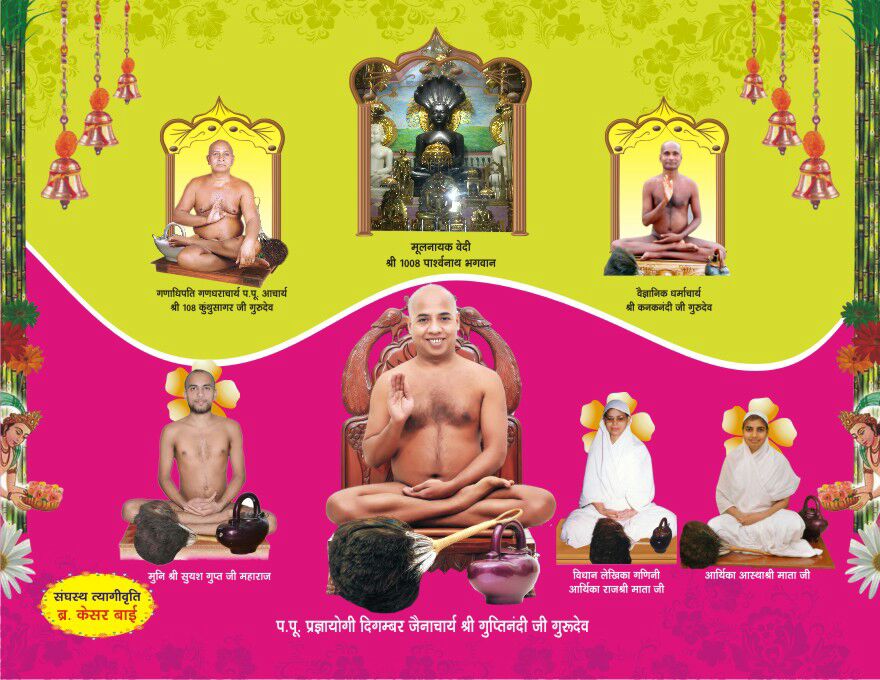 मूलनायक वेदी
श्री 1008 पार्श्वनाथ भगवान
गणाधिपति गणधराचार्य प.पू. आचार्य
श्री 108 कुंथुसागर जी गुरुदेव
वैज्ञानिक धर्माचार्य
श्री कनकनंदी जी गुरुदेव
मुनि श्री सुयश गुप्त जी महाराज
विधान लेखिका गणिनी
आर्यिका राजश्री माता जी
आर्यिका आस्थाश्री माता जी
संघस्थ त्यागीवृति
ब्र. केसर बाई
प.पू. प्रज्ञायोगी दिगम्बर जैनाचार्य श्री गुप्तिनंदी जी गुरूदेव